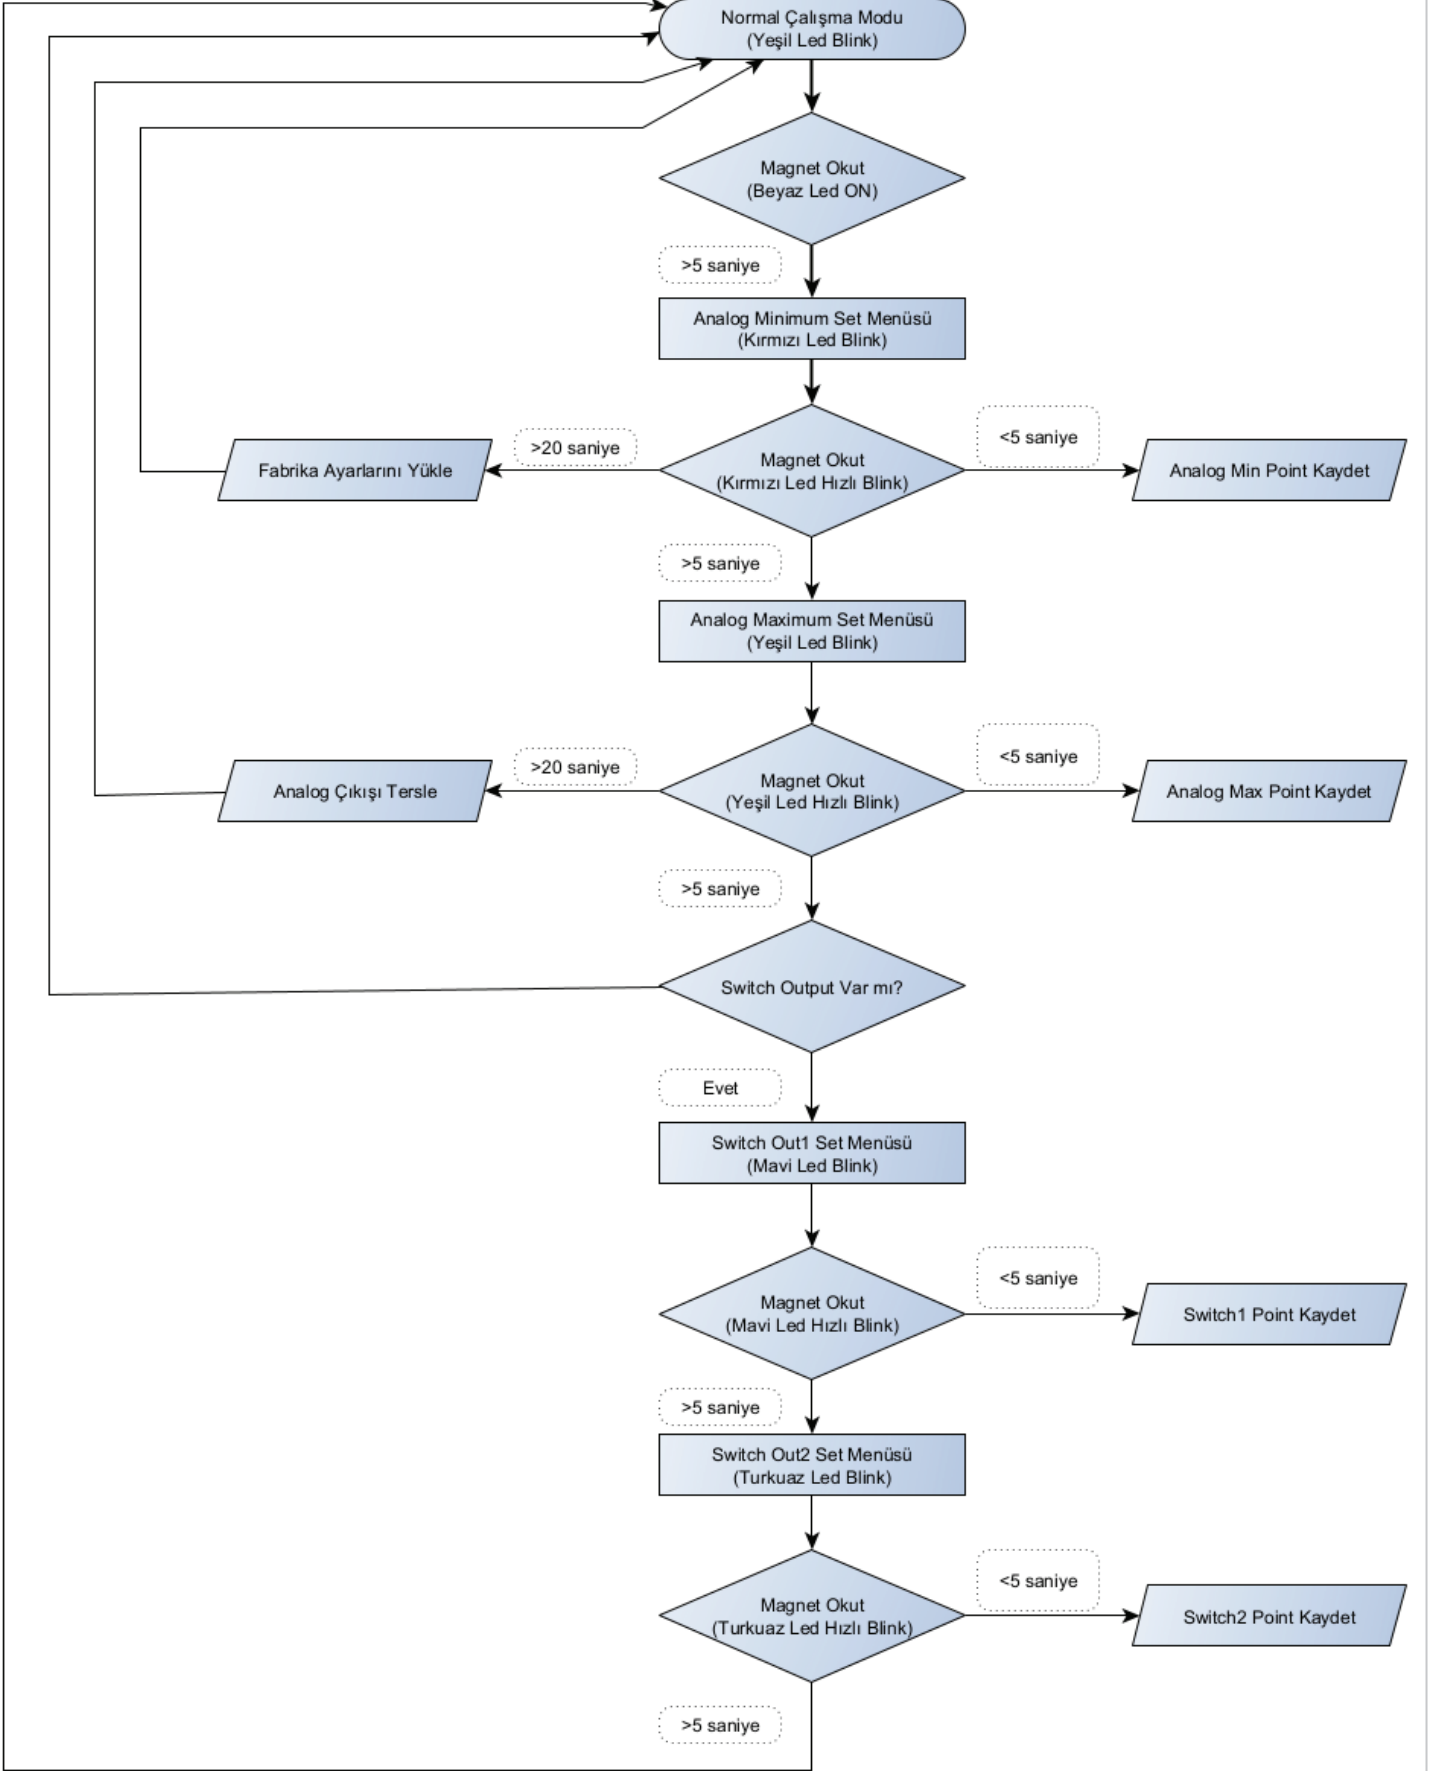 Normal Çalışma Modu
(Yeşil Led Blink)
Magnet Okut
(Beyaz Led ON)
>5 saniye
Analog Minimum Set Menüsü
(Kırmızı Led Blink)
<5 saniye
>20 saniye
Magnet Okut
(Kırmızı Led Hızlı Blink)
Fabrika Ayarlarını Yükle
Analog Min Point Kaydet
>5 saniye
Analog Maximum Set Menüsü
(Yeşil Led Blink)
<5 saniye
>20 saniye
Magnet Okut
(Yeşil Led Hızlı Blink)
Analog Çıkışı Tersle
Analog Max Point Kaydet
>5 saniye
Switch Output Var mı?
Evet
Switch Out1 Set Menüsü
(Mavi Led Blink)
<5 saniye
Magnet Okut
(Mavi Led Hızlı Blink)
Switch1 Point Kaydet
>5 saniye
Switch Out2 Set Menüsü
(Turkuaz Led Blink)
<5 saniye
Magnet Okut
(Turkuaz Led Hızlı Blink)
Switch2 Point Kaydet
>5 saniye